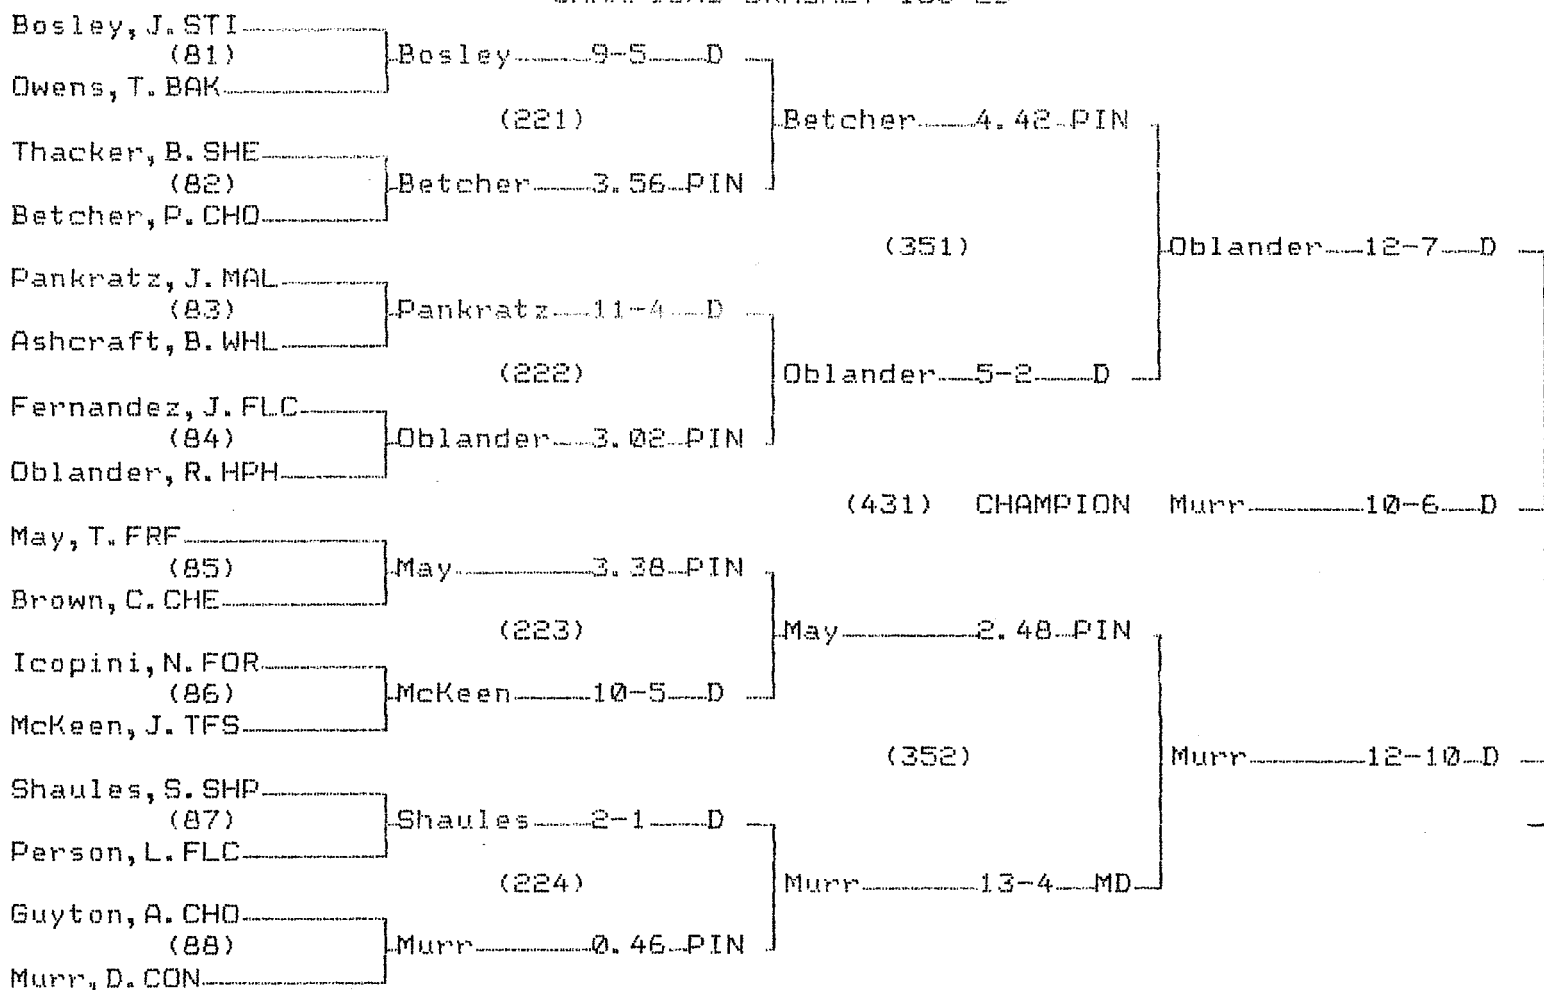 Bosley, J. STI
(81) Bosley 9-5 D
Owens, T. BAK
(221) Betcher 4.42 PIN
Thacker, B. SHE
(82) Betcher 3.56 PIN
Betcher, P. CHO
(351) Oblander 12-7 D
Pankratz, J. MAL
(83) Pankratz 11-4 D
Ashcraft, B. WHL
(222) Oblander 5-2 D
Fernandez, J. FLC
(84) Oblander 3.02 PIN
Oblander, R. HPH
(431) CHAMPION Murr 10-6 D
May, T. FRF
(85) May 3.38 PIN
Brown, C. CHE
(223) May 2.48 PIN
Icopini, N. FOR
(86) McKeen 10-5 D
McKeen, J. TFS
(352) Murr 12-10 D
Shaules, S. SHP
(87) Shaules 2-1 D
Person, L. FLC
(224) Murr 13-4 MD
Guyton, A. CHO
(88) Murr 0.46 PIN
Murr, D. CON